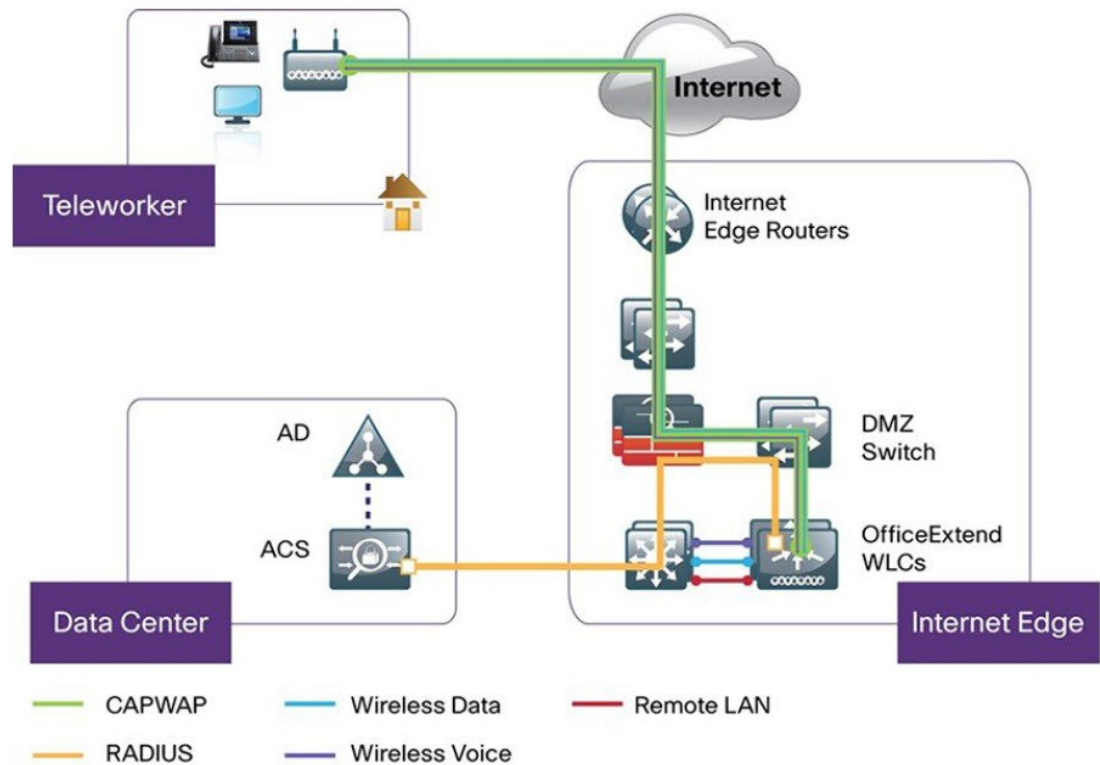 Internet
Teleworker
Internet
Edge Routers
AD
DMZ
Switch
ACS
OfficeExtend
WLCs
Data Center
Internet Edge
CAPWAP
Wireless Data
Remote LAN
RADIUS
Wireless Voice